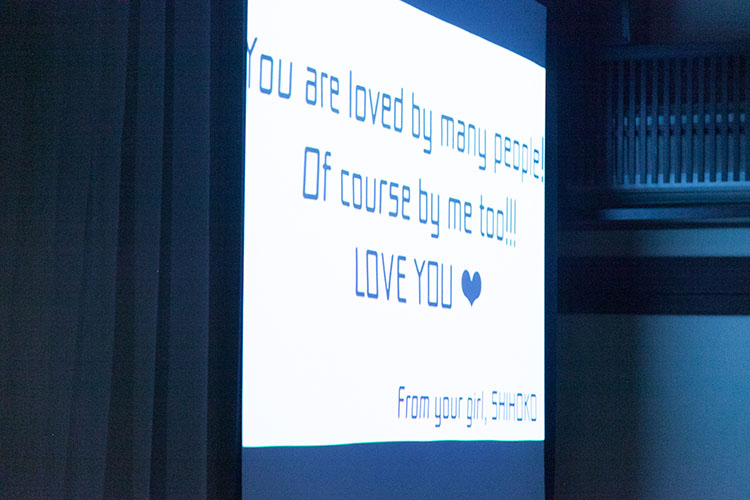 You are loved by many people!
Of course by me too!!!
LOVE YOU ♥
From your girl, SHIHOKO